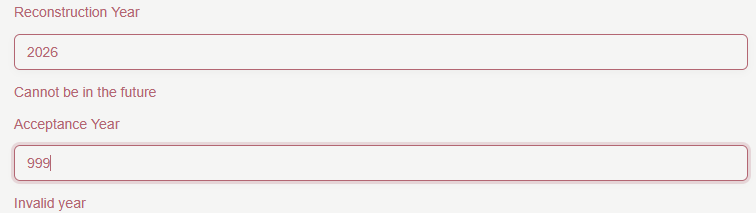 Reconstruction Year
2026
Cannot be in the future
Acceptance Year
999
Invalid year